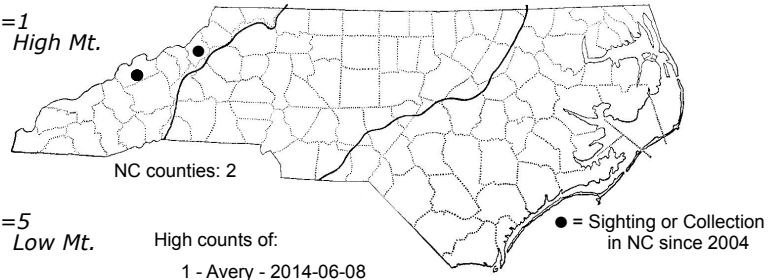 =1
High Mt.
NC counties: 2
=5
Low Mt.
High counts of:
1 - Avery - 2014-06-08
● = Sighting or Collection
in NC since 2004